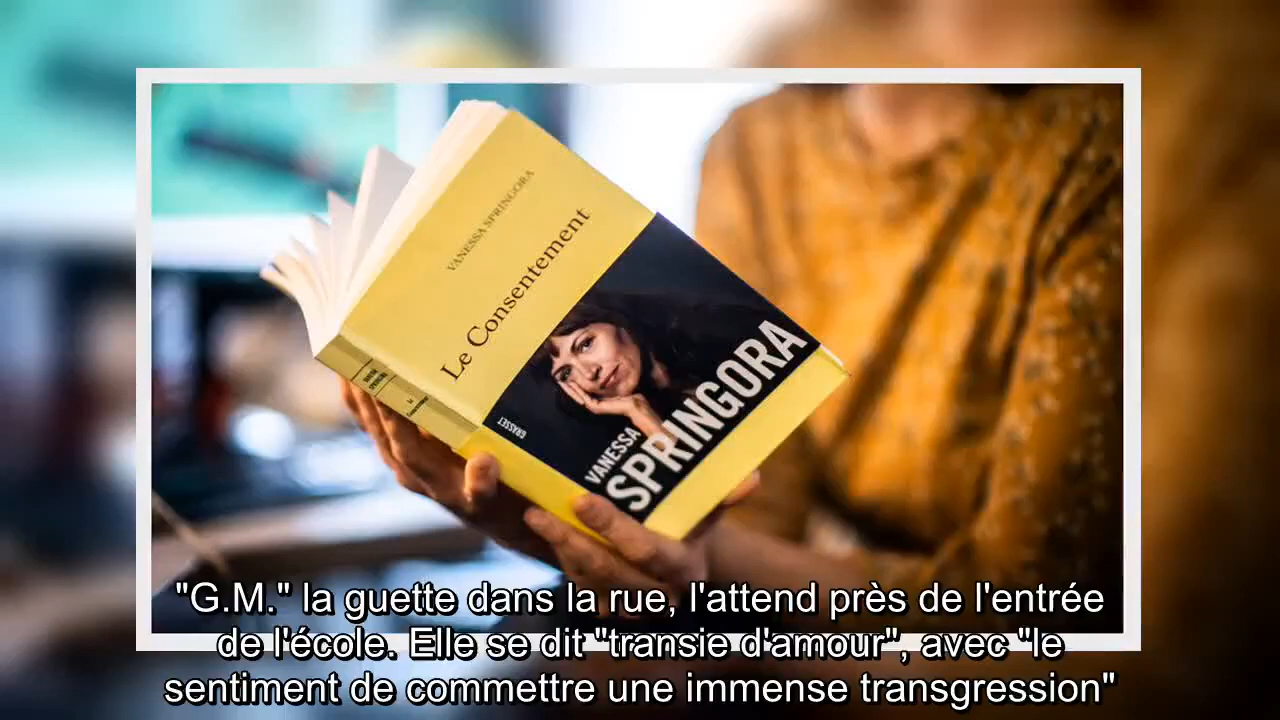 VANESSA SPRINGORA
Le Consentement
GRASSET
VANESSA
SPRINGORA
"G.M." la guette dans la rue, l'attend près de l'entrée
de l'école. Elle se dit "transie d'amour", avec "le
sentiment de commettre une immense transgression"